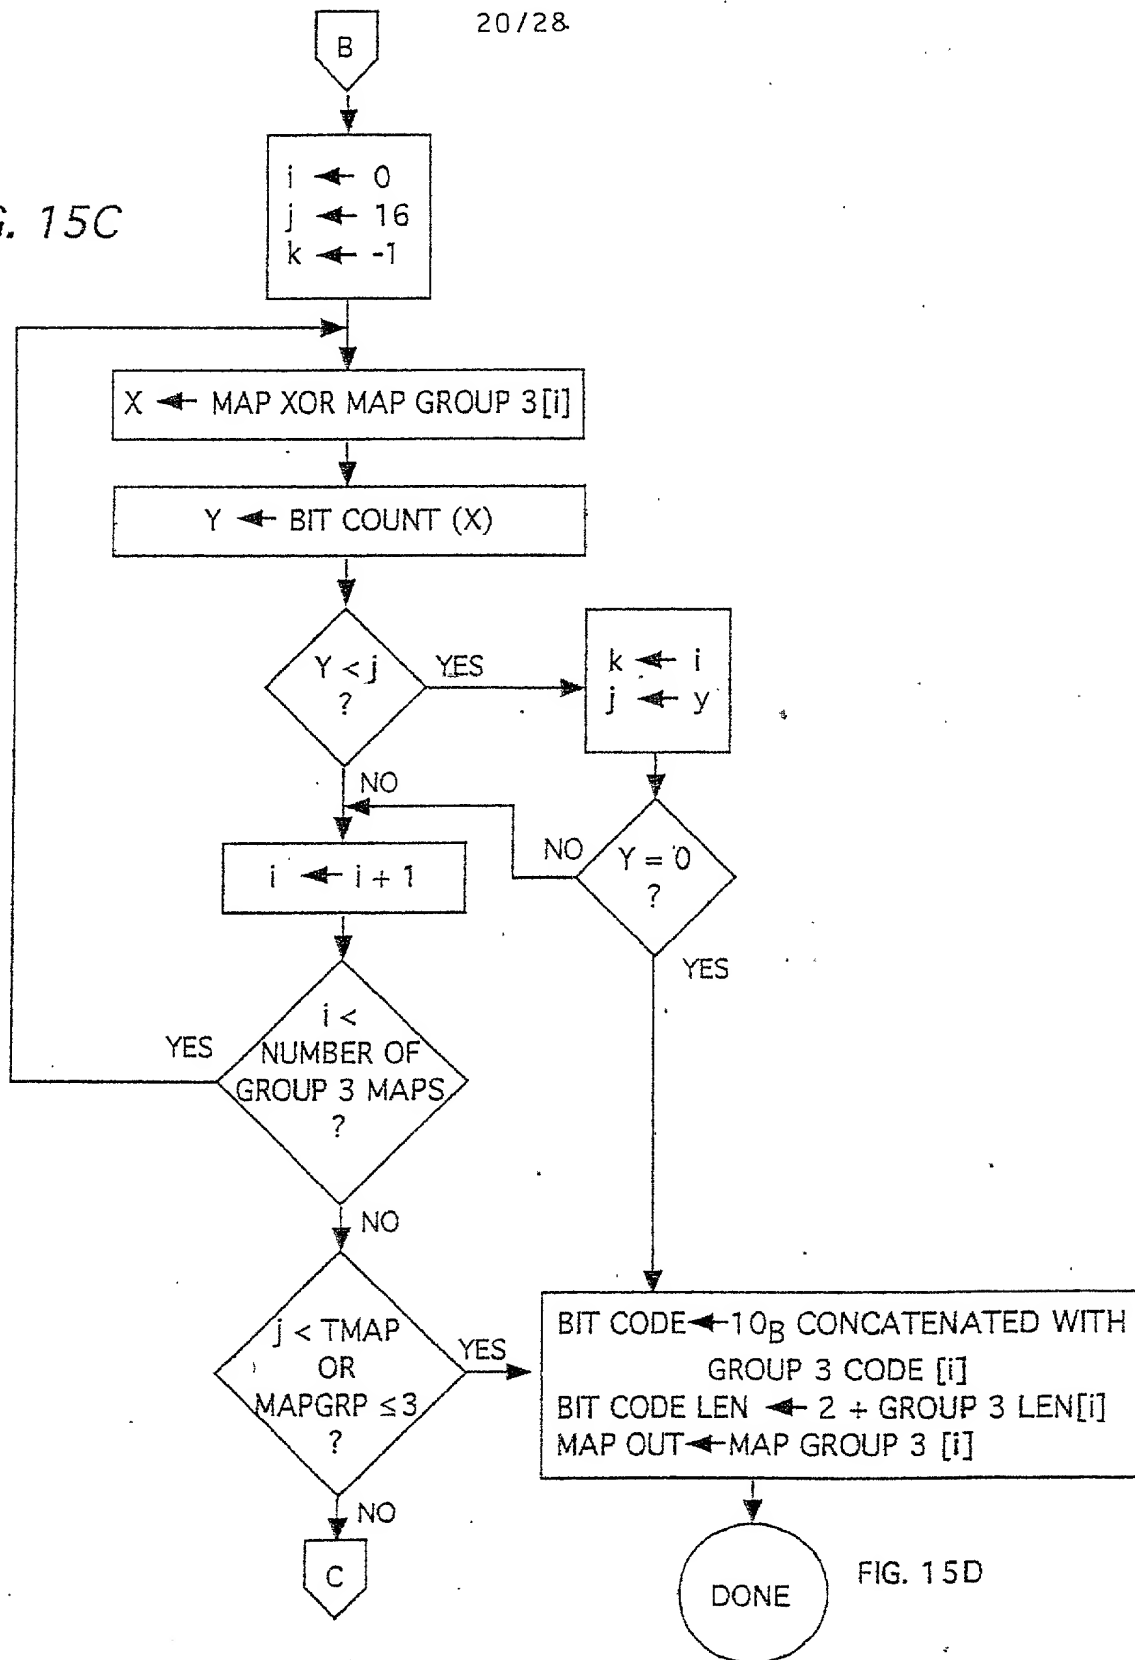 20/28
B
G. 15C
i ← 0
j ← 16
k ← -1
X ← MAP XOR MAP GROUP 3[i]
Y ← BIT COUNT (X)
Y < j
?
YES
k ← i
j ← y
NO
i ← i + 1
NO
Y = 0
?
YES
YES
i <
NUMBER OF
GROUP 3 MAPS
?
NO
j < TMAP
OR
MAPGRP ≤3
?
YES
BIT CODE←10B CONCATENATED WITH
GROUP 3 CODE [i]
BIT CODE LEN ← 2 + GROUP 3 LEN[i]
MAP OUT←MAP GROUP 3 [i]
NO
C
DONE
FIG. 15D